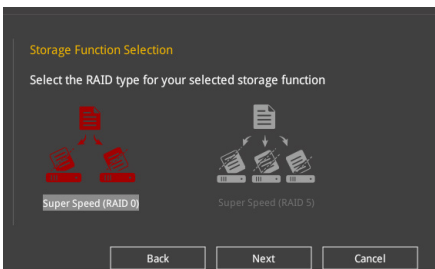 Storage Function Selection
Select the RAID type for your selected storage function
Super Speed (RAID 0)
Super Speed (RAID 5)
Back
Next
Cancel